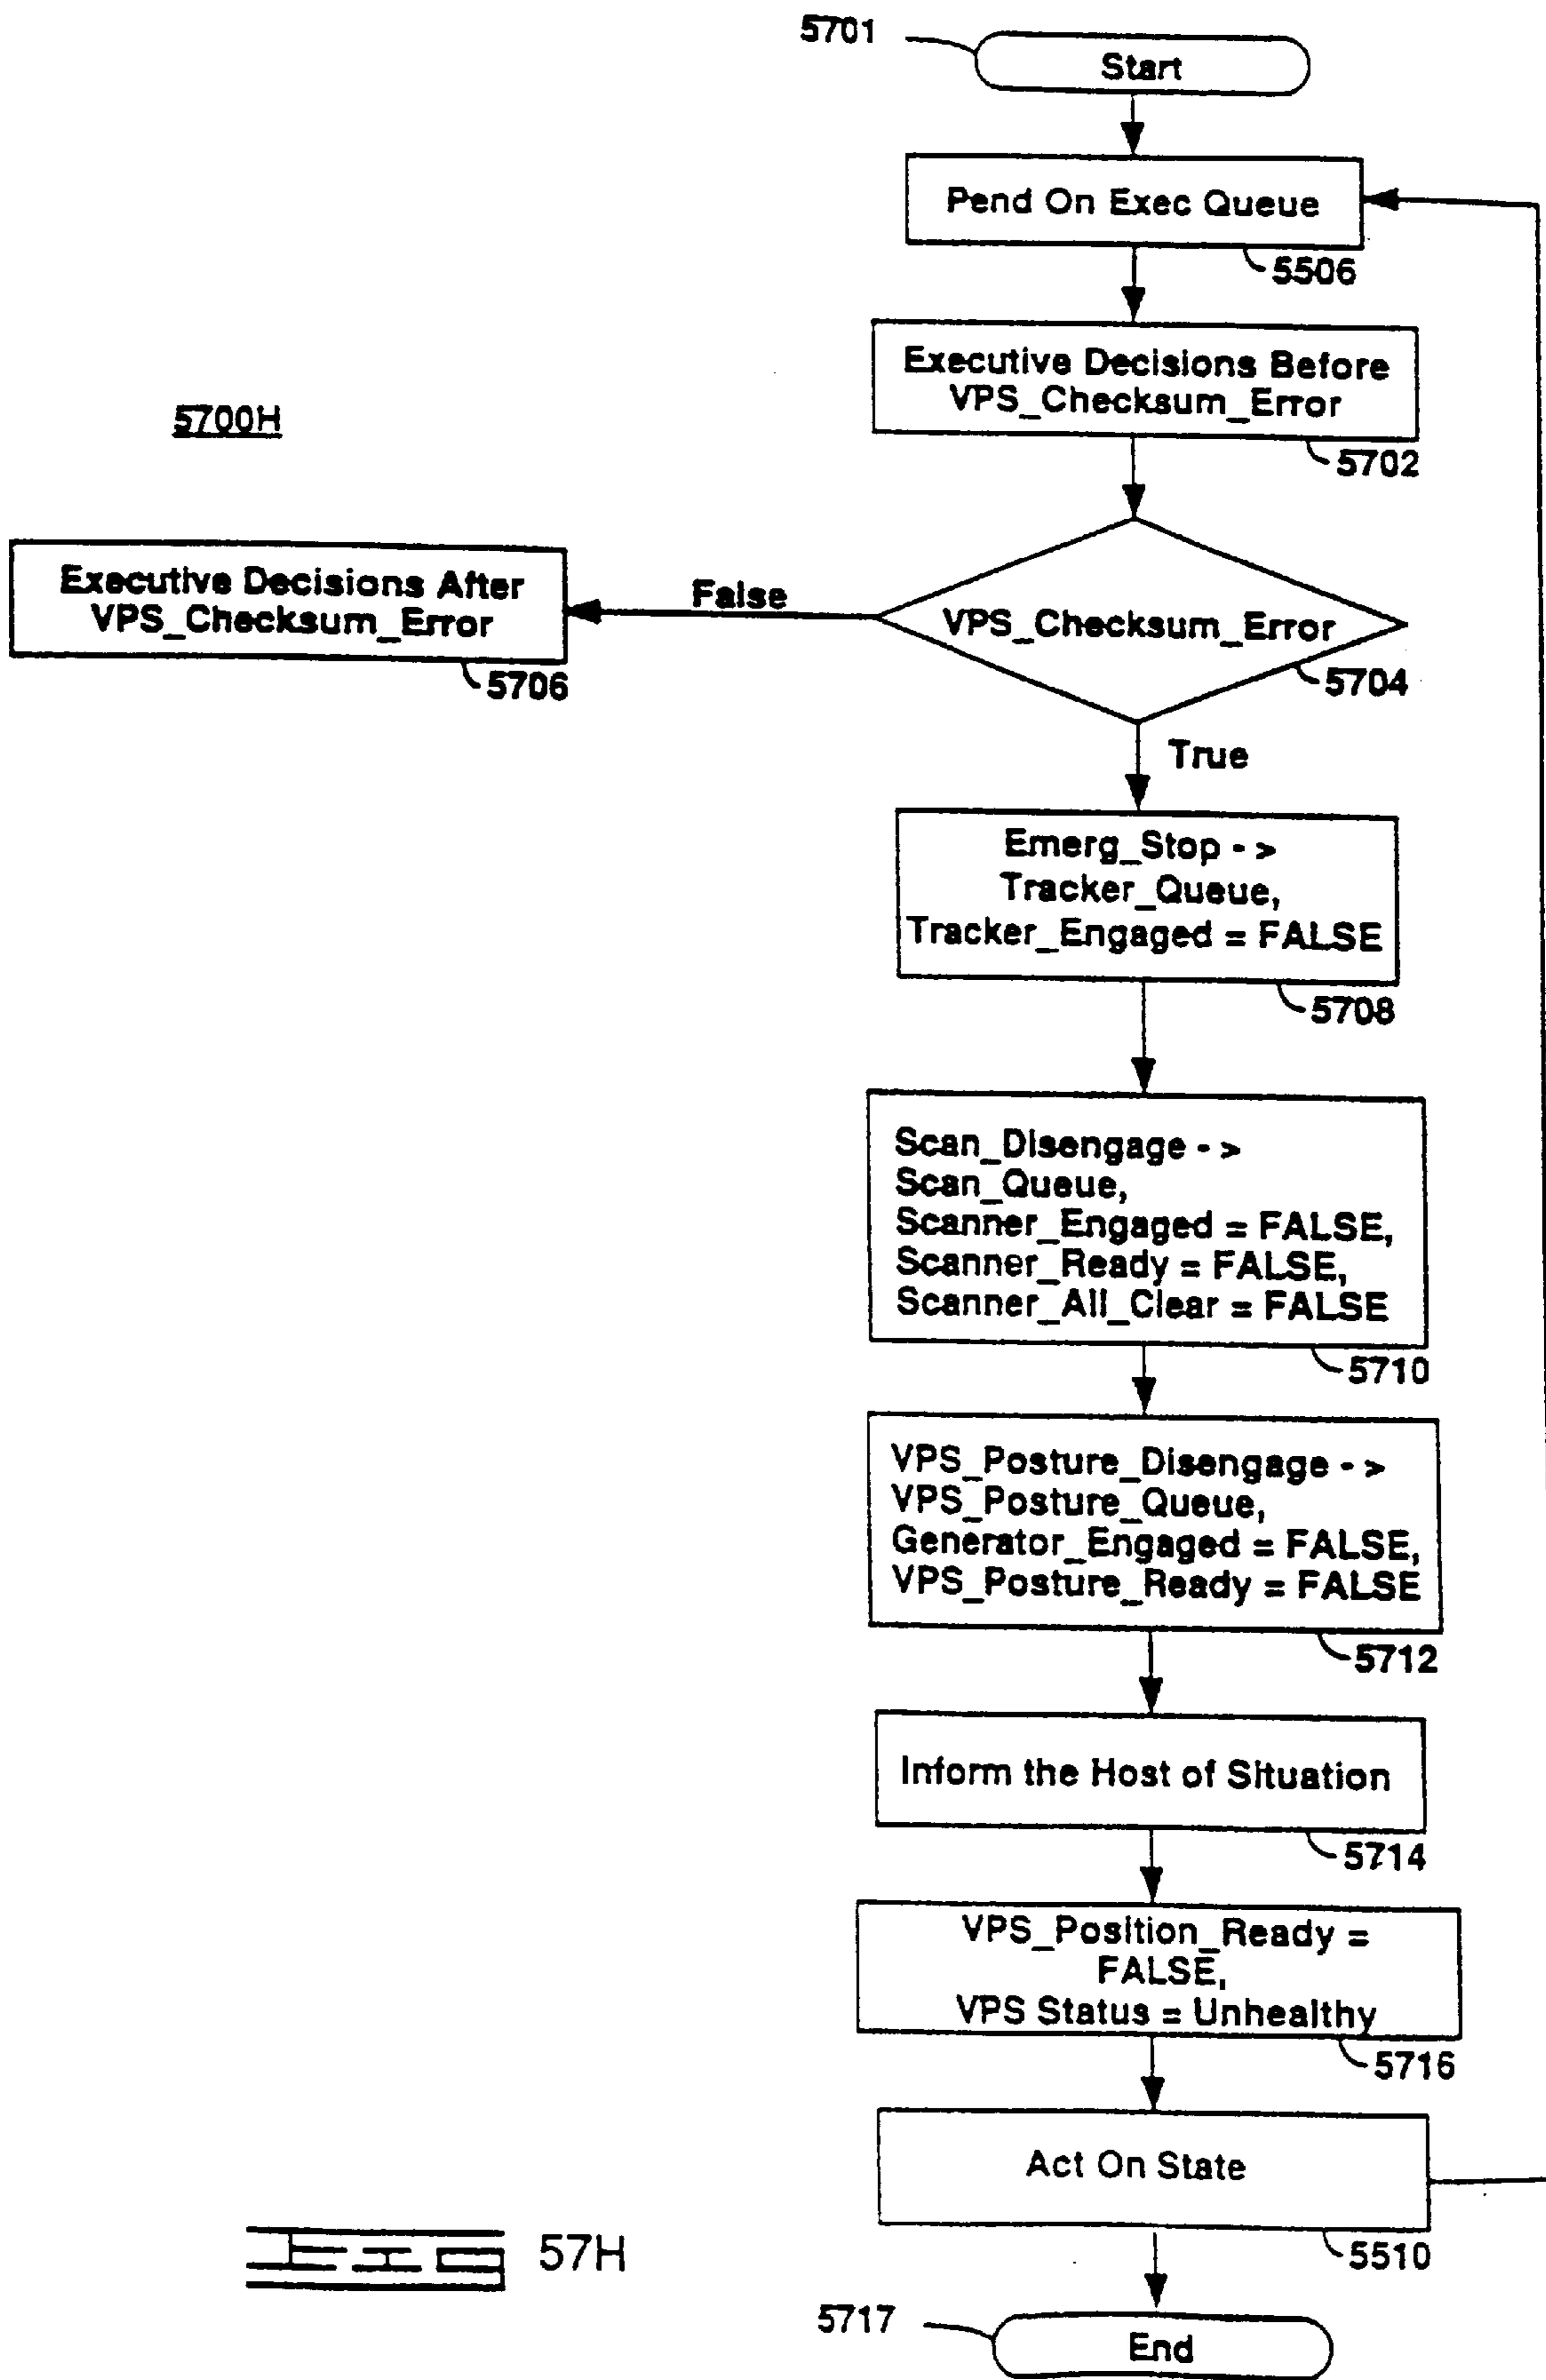 5701
Start
Pend On Exec Queue
5506
Executive Decisions Before
VPS_Checksum_Error
5702
5700H
Executive Decisions After
VPS_Checksum_Error
5706
False
VPS_Checksum_Error
5704
True
Emerg_Stop - >
Tracker_Queue,
Tracker_Engaged = FALSE
5708
Scan_Disengage - >
Scan_Queue,
Scanner_Engaged = FALSE,
Scanner_Ready = FALSE,
Scanner_All_Clear = FALSE
5710
VPS_Posture_Disengage - >
VPS_Posture_Queue,
Generator_Engaged = FALSE,
VPS_Posture_Ready = FALSE
5712
Inform the Host of Situation
5714
VPS_Position_Ready =
FALSE,
VPS Status = Unhealthy
5716
Act On State
5510
FIG 57H
5717
End